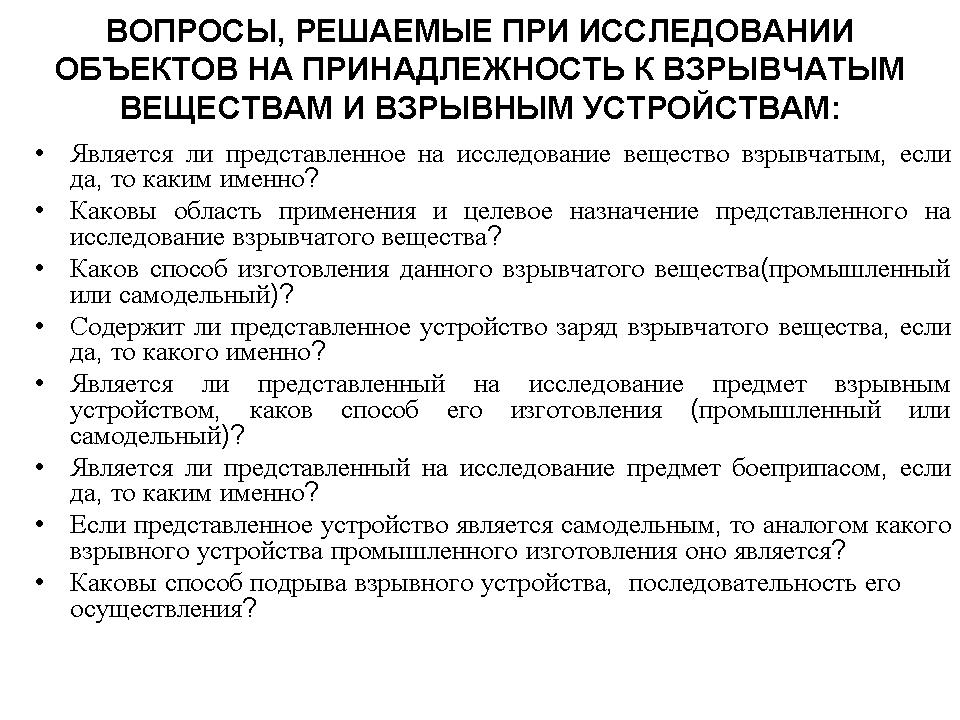 ВОПРОСЫ, РЕШАЕМЫЕ ПРИ ИССЛЕДОВАНИИ
ОБЪЕКТОВ НА ПРИНАДЛЕЖНОСТЬ К ВЗРЫВЧАТЫМ
ВЕЩЕСТВАМ И ВЗРЫВНЫМ УСТРОЙСТВАМ:
• Является ли представленное на исследование вещество взрывчатым, если
да, то каким именно?
• Каковы область применения и целевое назначение представленного на
исследование взрывчатого вещества?
• Каков способ изготовления данного взрывчатого вещества(промышленный
или самодельный)?
• Содержит ли представленное устройство заряд взрывчатого вещества, если
да, то какого именно?
• Является ли представленный на исследование предмет взрывным
устройством, каков способ его изготовления (промышленный или
самодельный)?
• Является ли представленный на исследование предмет боеприпасом, если
да, то каким именно?
• Если представленное устройство является самодельным, то аналогом какого
взрывного устройства промышленного изготовления оно является?
• Каковы способ подрыва взрывного устройства, последовательность его
осуществления?